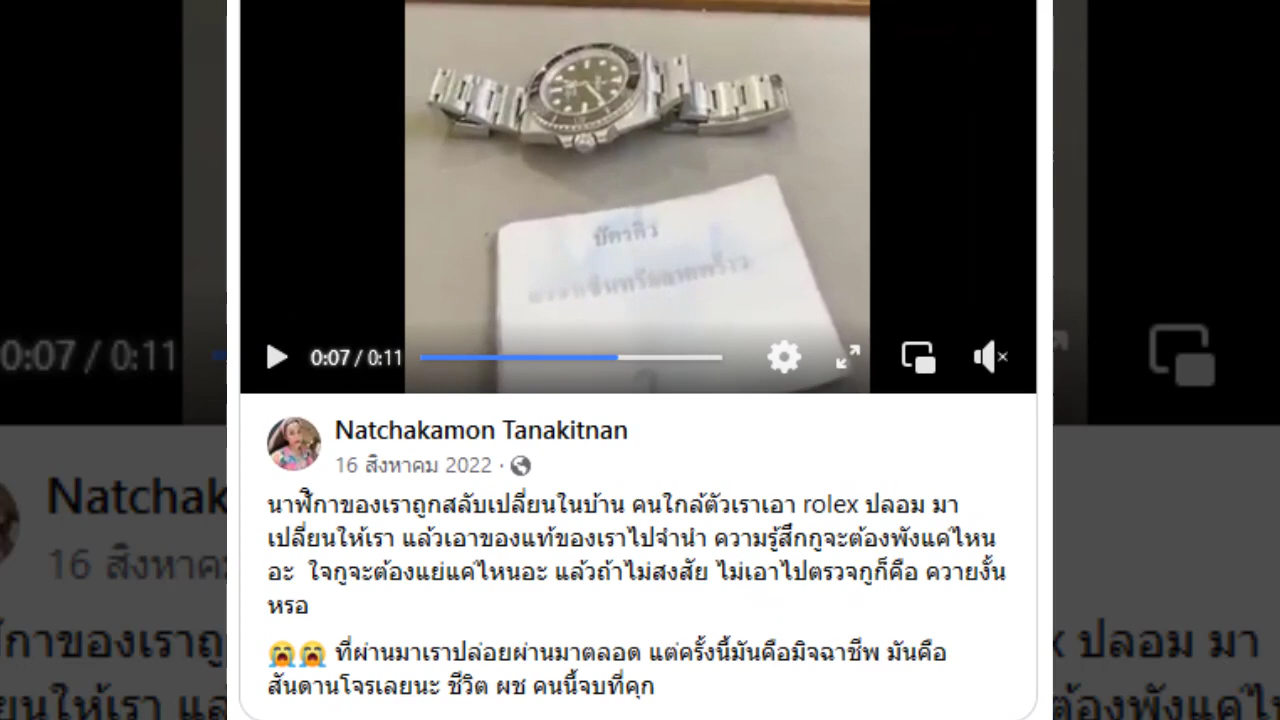 บัตรคิว
0:07 / 0:11
Natchakamon Tanakitnan
16 สิงหาคม 2022
นาฬิกาของเราถูกสลับเปลี่ยนในบ้าน คนใกล้ตัวเราเอา rolex ปลอม มา
เปลี่ยนให้เรา แล้วเอาของแท้ของเราไปจำนำ ความรู้สึกกูจะต้องพังแค่ไหน
อะ ใจกูจะต้องแย่แค่ไหนอะ แล้วถ้าไม่สงสัย ไม่เอาไปตรวจกูก็คือ ควายงั้น
หรอ
😭😭 ที่ผ่านมาเราปล่อยผ่านมาตลอด แต่ครั้งนี้มันคือมิจฉาชีพ มันคือ
สันดานโจรเลยนะ ชีวิต ผช คนนี้จบที่คุก